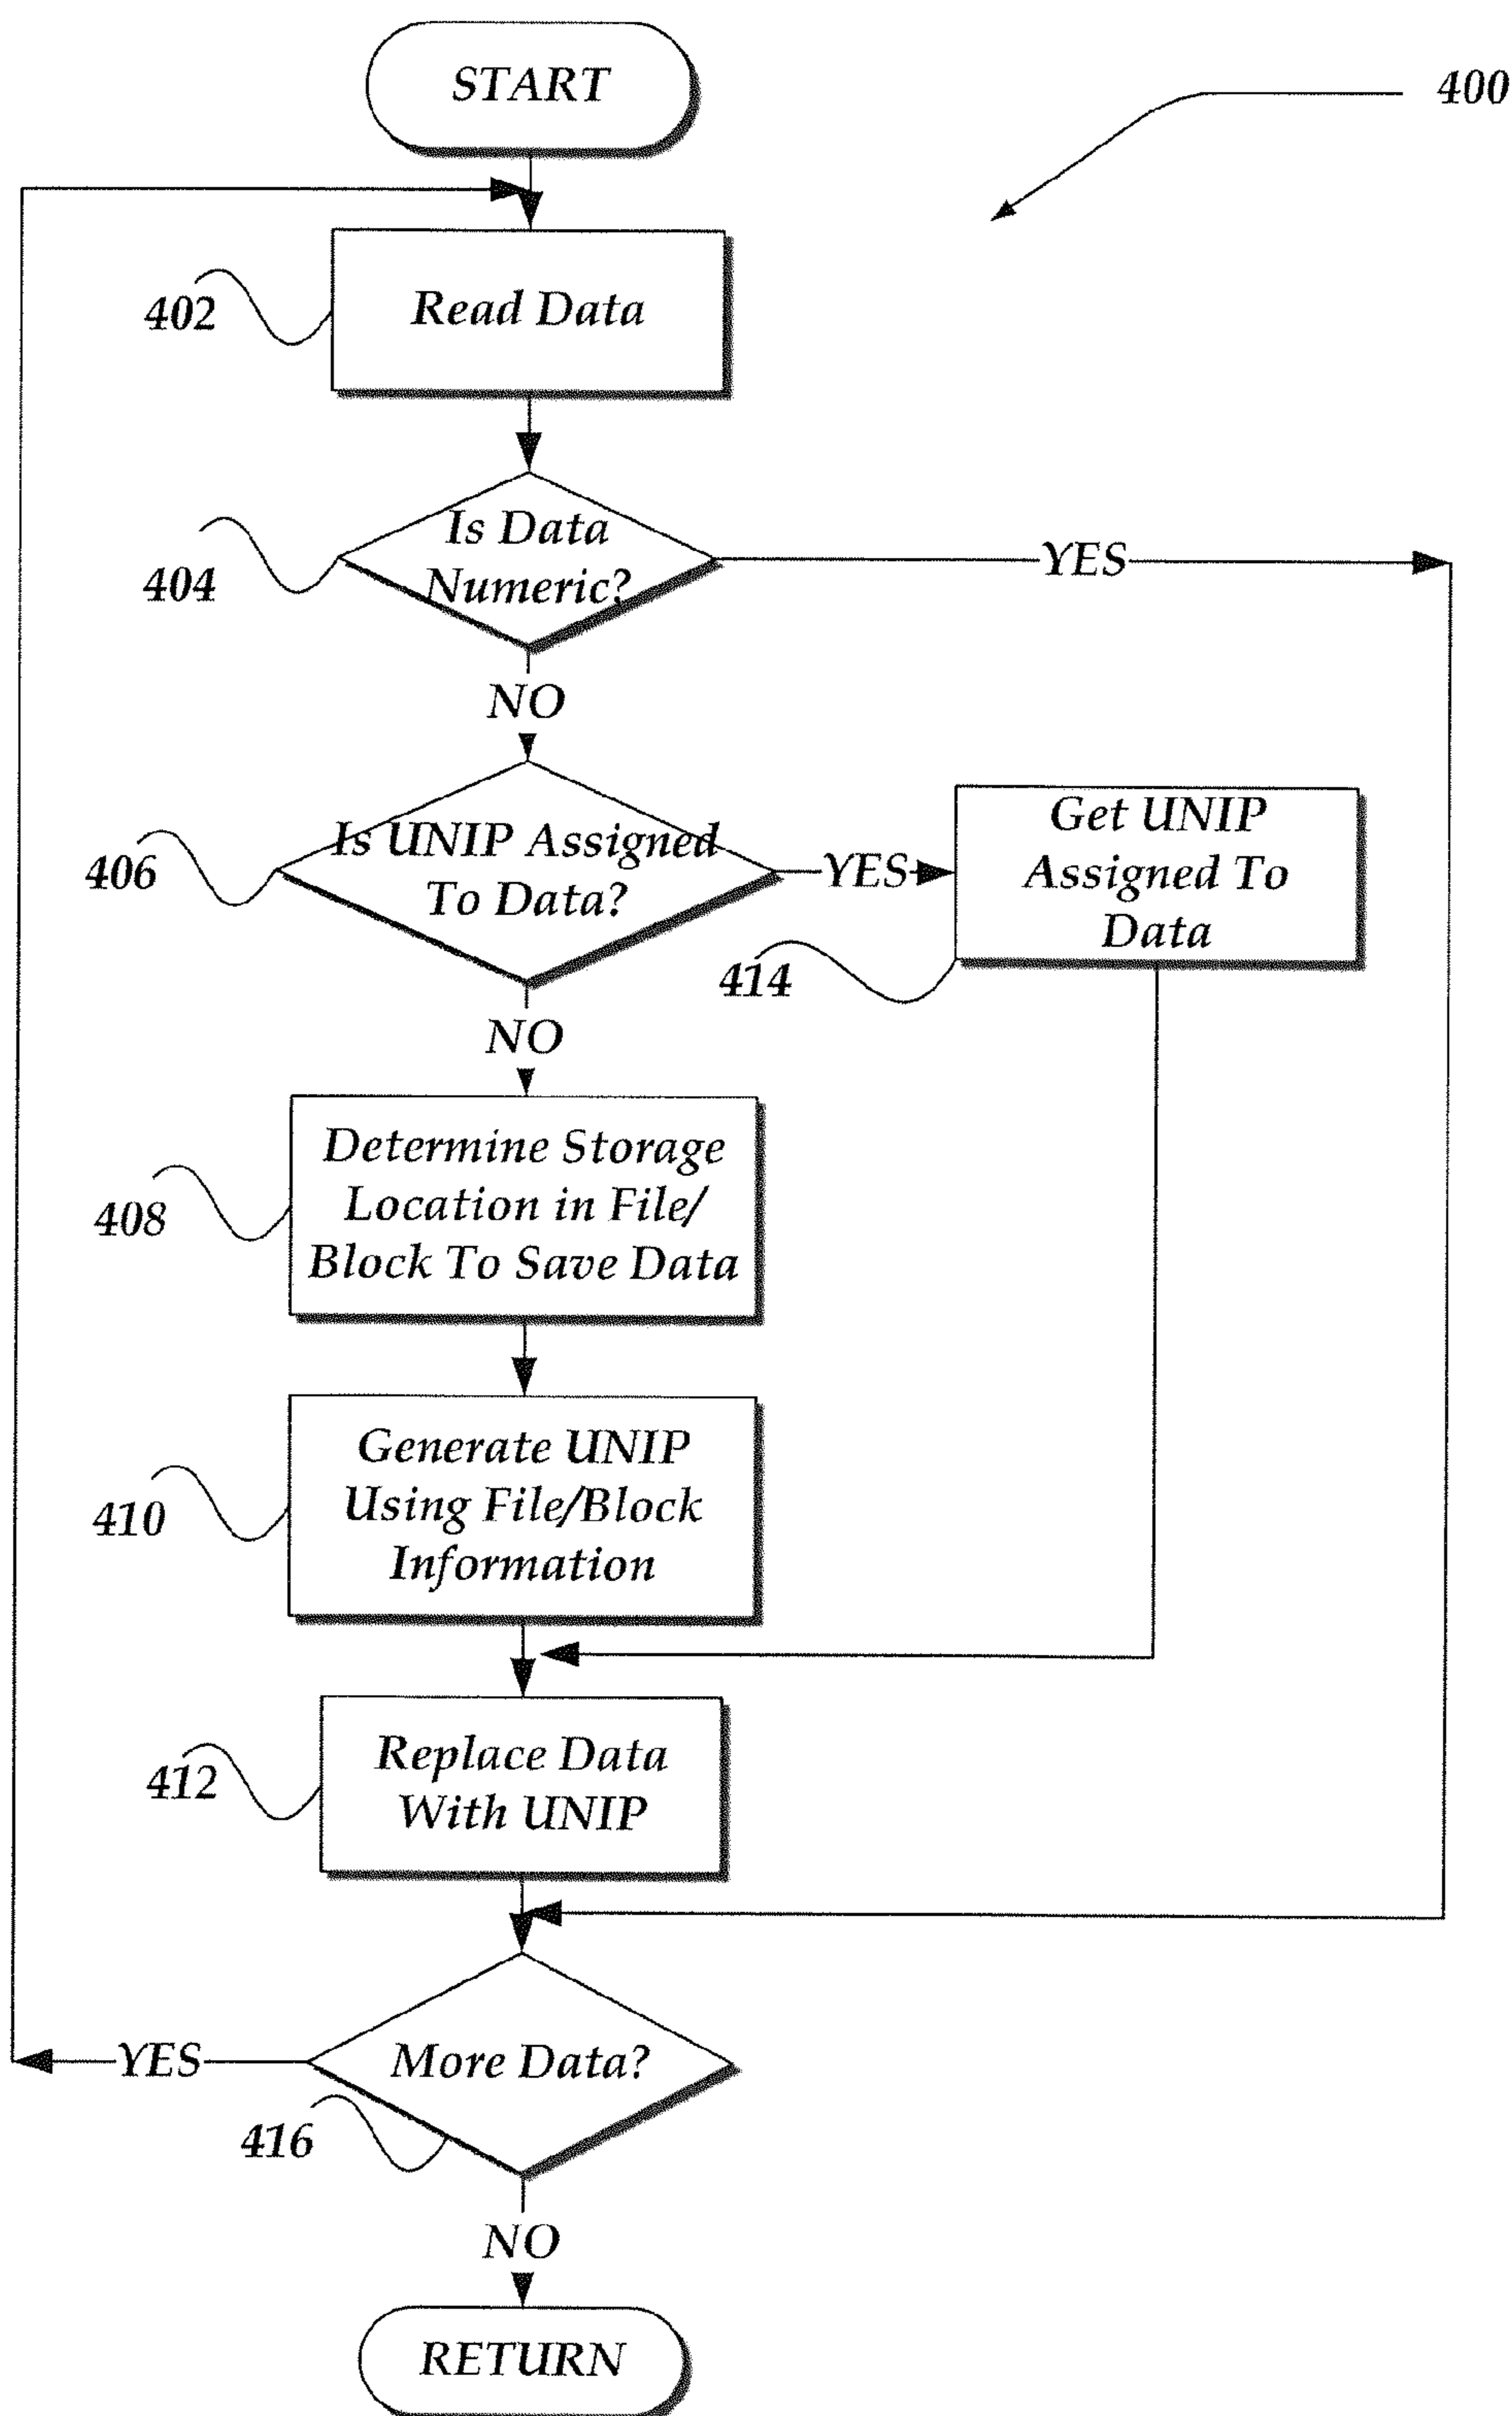 START
400
402
Read Data
404
Is Data
Numeric?
YES
NO
406
Is UNIP Assigned
To Data?
YES
Get UNIP
Assigned To
Data
414
NO
408
Determine Storage
Location in File/
Block To Save Data
410
Generate UNIP
Using File/Block
Information
412
Replace Data
With UNIP
YES
More Data?
416
NO
RETURN